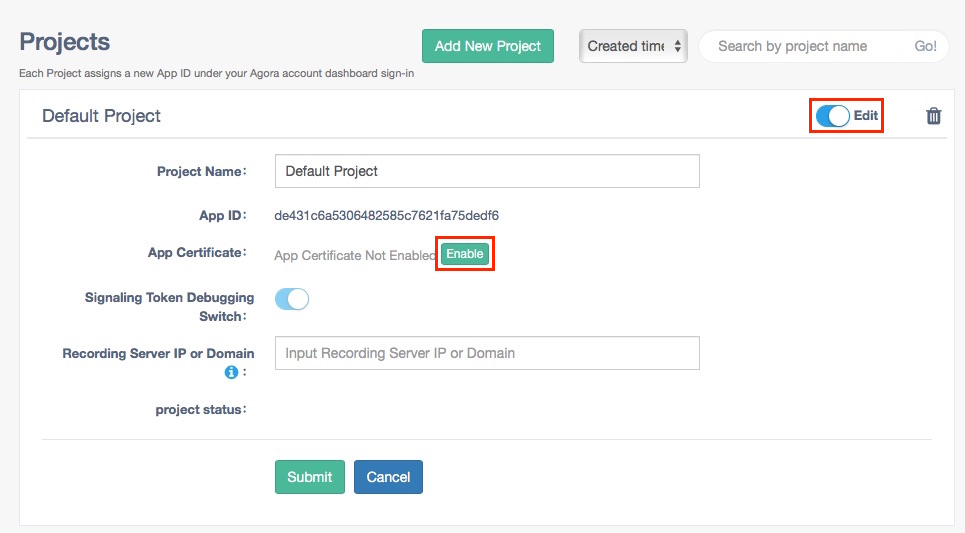 Projects
Add New Project
Created time
Search by project name
Go!
Each Project assigns a new App ID under your Agora account dashboard sign-in
Default Project
Edit
Project Name:
Default Project
App ID:
de431c6a5306482585c7621fa75dedf6
App Certificate:
App Certificate Not Enabled
Enable
Signaling Token Debugging
Switch:
Recording Server IP or Domain
:
Input Recording Server IP or Domain
project status:
Submit
Cancel